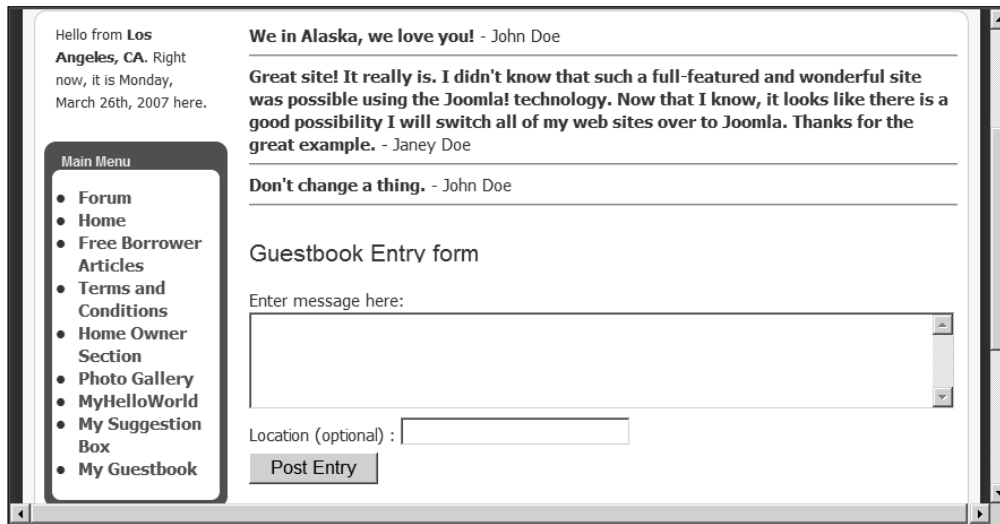 Hello from Los
Angeles, CA. Right
now, it is Monday,
March 26th, 2007 here.
Main Menu
Forum
Home
Free Borrower
Articles
Terms and
Conditions
Home Owner
Section
Photo Gallery
MyHelloWorld
My Suggestion
Box
My Guestbook
We in Alaska, we love you! - John Doe
Great site! It really is. I didn't know that such a full-featured and wonderful site
was possible using the Joomla! technology. Now that I know, it looks like there is a
good possibility I will switch all of my web sites over to Joomla. Thanks for the
great example. - Janey Doe
Don't change a thing. - John Doe
Guestbook Entry form
Enter message here:
Location (optional) :
Post Entry